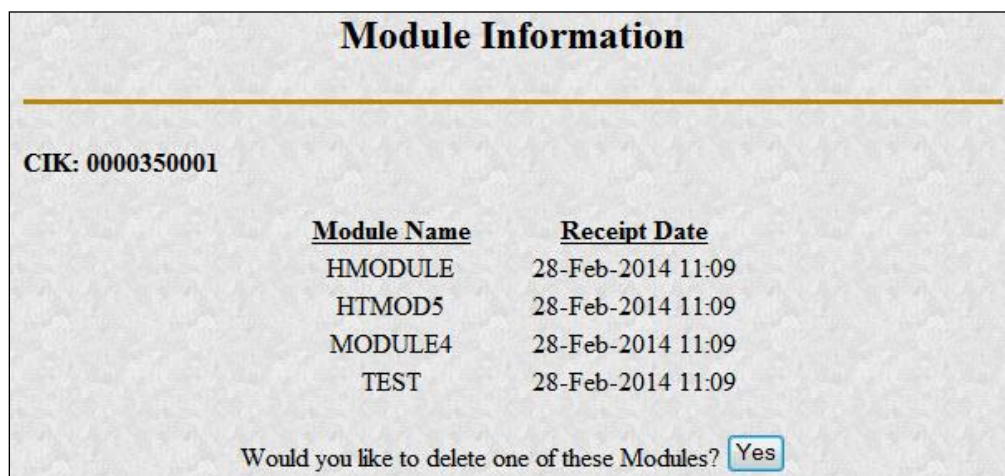 Module Information
CIK: 0000350001
Module Name Receipt Date
HMODULE 28-Feb-2014 11:09
HTMOD5 28-Feb-2014 11:09
MODULE4 28-Feb-2014 11:09
TEST 28-Feb-2014 11:09
Would you like to delete one of these Modules? Yes